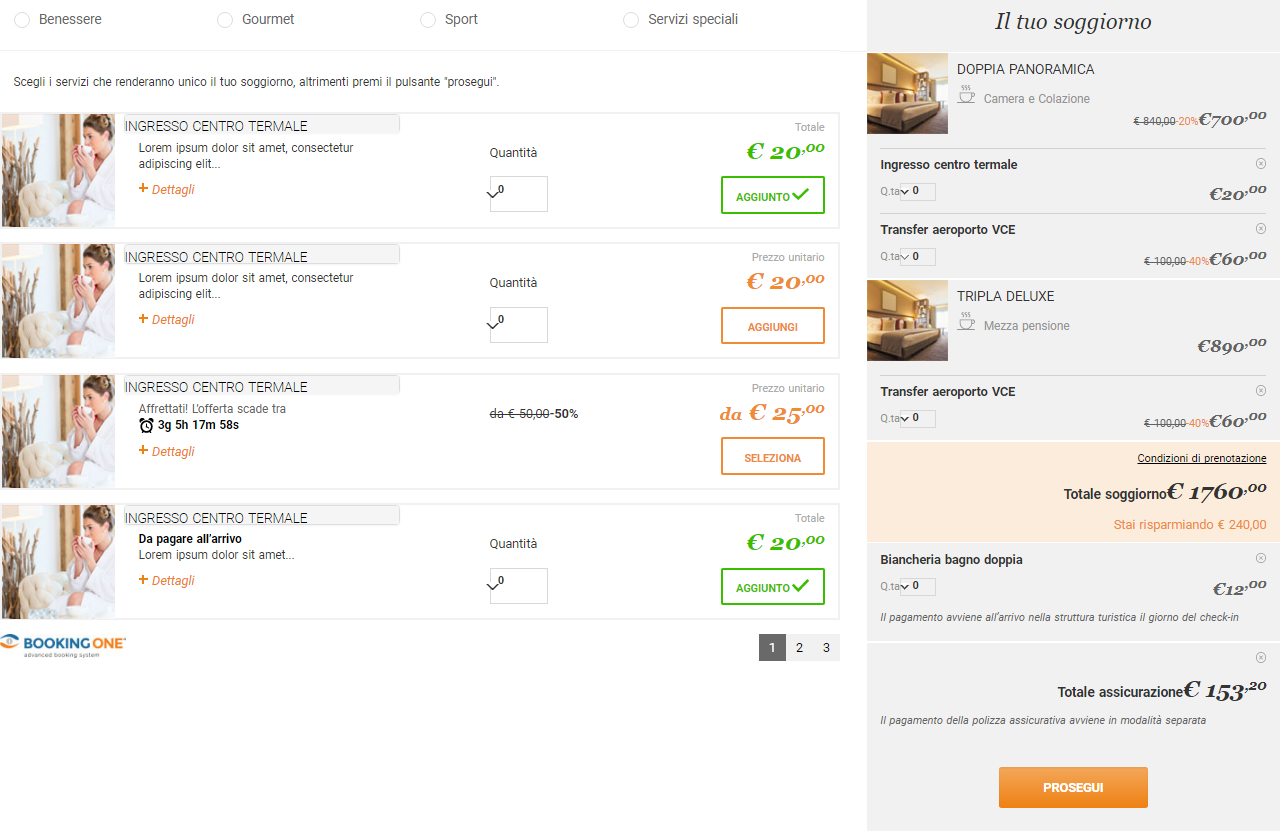 Benessere
Gourmet
Sport
Servizi speciali
Scegli i servizi che renderanno unico il tuo soggiorno, altrimenti premi il pulsante "prosegui".
INGRESSO CENTRO TERMALE
Lorem ipsum dolor sit amet, consectetur
adipiscing elit...
+ Dettagli
Quantità
0
Totale
€ 20,00
AGGIUNTO
INGRESSO CENTRO TERMALE
Lorem ipsum dolor sit amet, consectetur
adipiscing elit...
+ Dettagli
Quantità
0
Prezzo unitario
€ 20,00
AGGIUNGI
INGRESSO CENTRO TERMALE
Affrettati! L'offerta scade tra
3g 5h 17m 58s
+ Dettagli
da € 50,00-50%
Prezzo unitario
da € 25,00
SELEZIONA
INGRESSO CENTRO TERMALE
Da pagare all'arrivo
Lorem ipsum dolor sit amet...
+ Dettagli
Quantità
0
Totale
€ 20,00
AGGIUNTO
BOOKING ONE
advanced booking system
1 2 3
Il tuo soggiorno
DOPPIA PANORAMICA
Camera e Colazione
€ 840,00-20%€700,00
Ingresso centro termale
Q.ta 0
€20,00
Transfer aeroporto VCE
Q.ta 0
€ 100,00-40%€60,00
TRIPLA DELUXE
Mezza pensione
€890,00
Transfer aeroporto VCE
Q.ta 0
€ 100,00-40%€60,00
Condizioni di prenotazione
Totale soggiorno€ 1760,00
Stai risparmiando € 240,00
Biancheria bagno doppia
Q.ta 0
€12,00
Il pagamento avviene all'arrivo nella struttura turistica il giorno del check-in
Totale assicurazione€ 153,20
Il pagamento della polizza assicurativa avviene in modalità separata
PROSEGUI